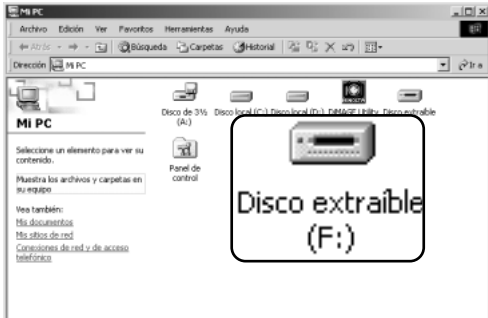 Mi PC
Archivo Edición Ver Favoritos Herramientas Ayuda
Atrás Búsqueda Carpetas Historial
Dirección Mi PC Ir a
Mi PC
Seleccione un elemento para ver su
contenido.
Muestra los archivos y carpetas en
su equipo
Vea también:
Mis documentos
Mis sitios de red
Conexiones de red y de acceso
telefónico
Disco de 3½
(A:)
Disco local (C:)
Disco local (D:)
DiMAGE Utility
Disco extraíble
Panel de
control
Disco extraíble
(F:)